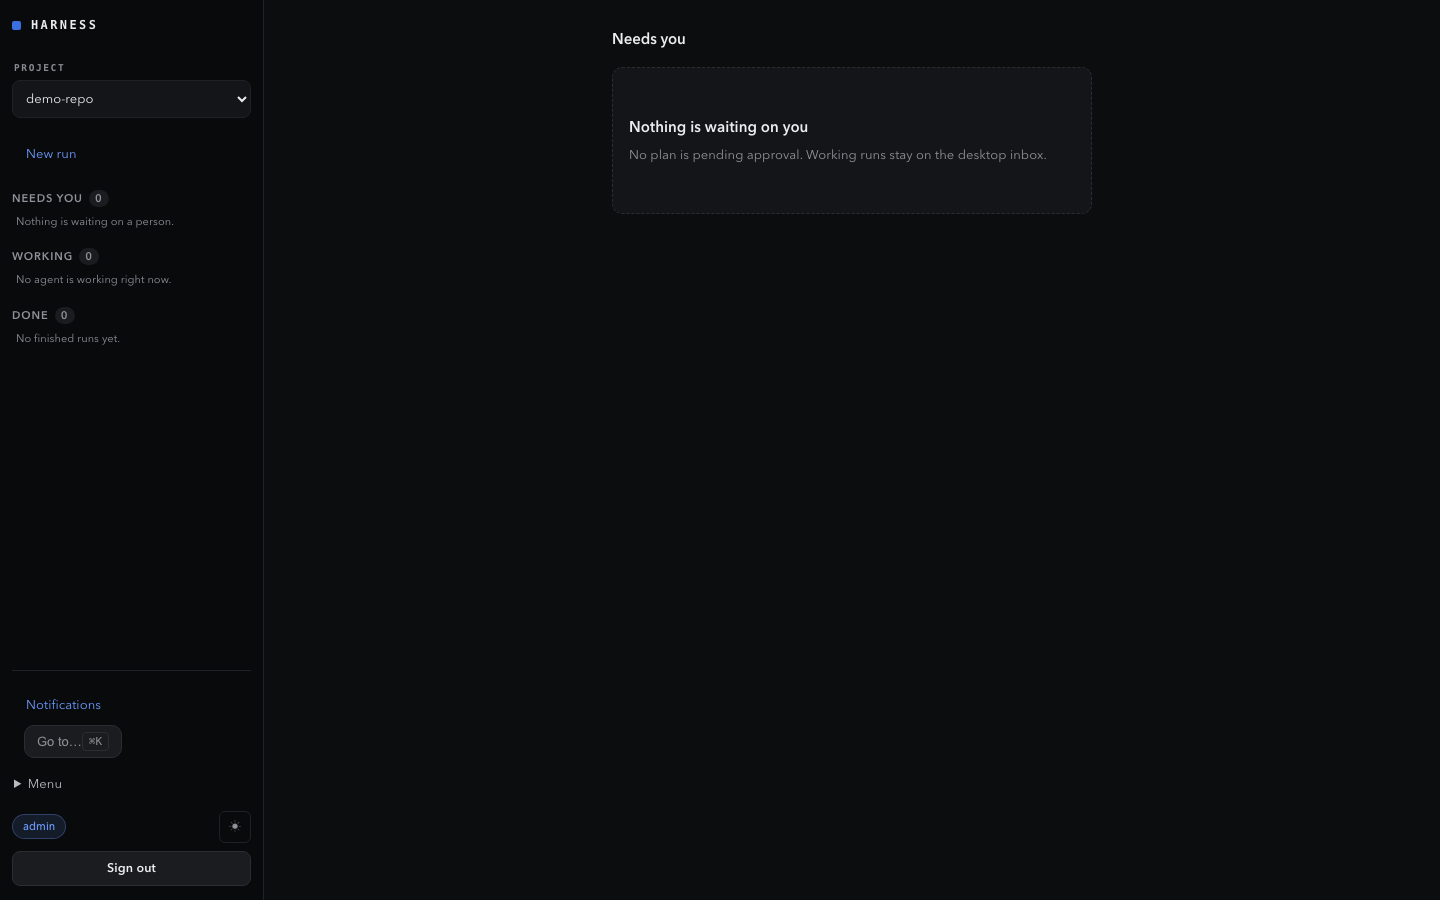 HARNESS
PROJECT
demo-repo
New run
NEEDS YOU 0
Nothing is waiting on a person.
WORKING 0
No agent is working right now.
DONE 0
No finished runs yet.
Notifications
Go to... ⌘K
Menu
admin
Sign out
Needs you
Nothing is waiting on you
No plan is pending approval. Working runs stay on the desktop inbox.